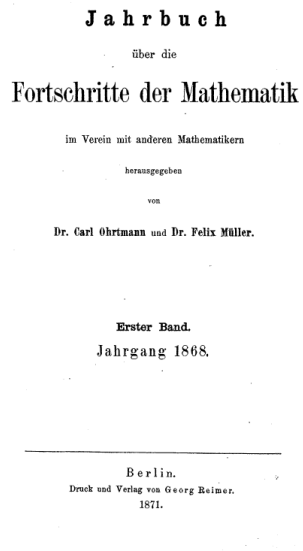 Jahrbuch
über die
Fortschritte der Mathematik
im Verein mit anderen Mathematikern
herausgegeben
von
Dr. Carl Ohrtmann und Dr. Felix Müller.
Erster Band.
Jahrgang 1868.
Berlin.
Druck und Verlag von Georg Reimer.
1871.